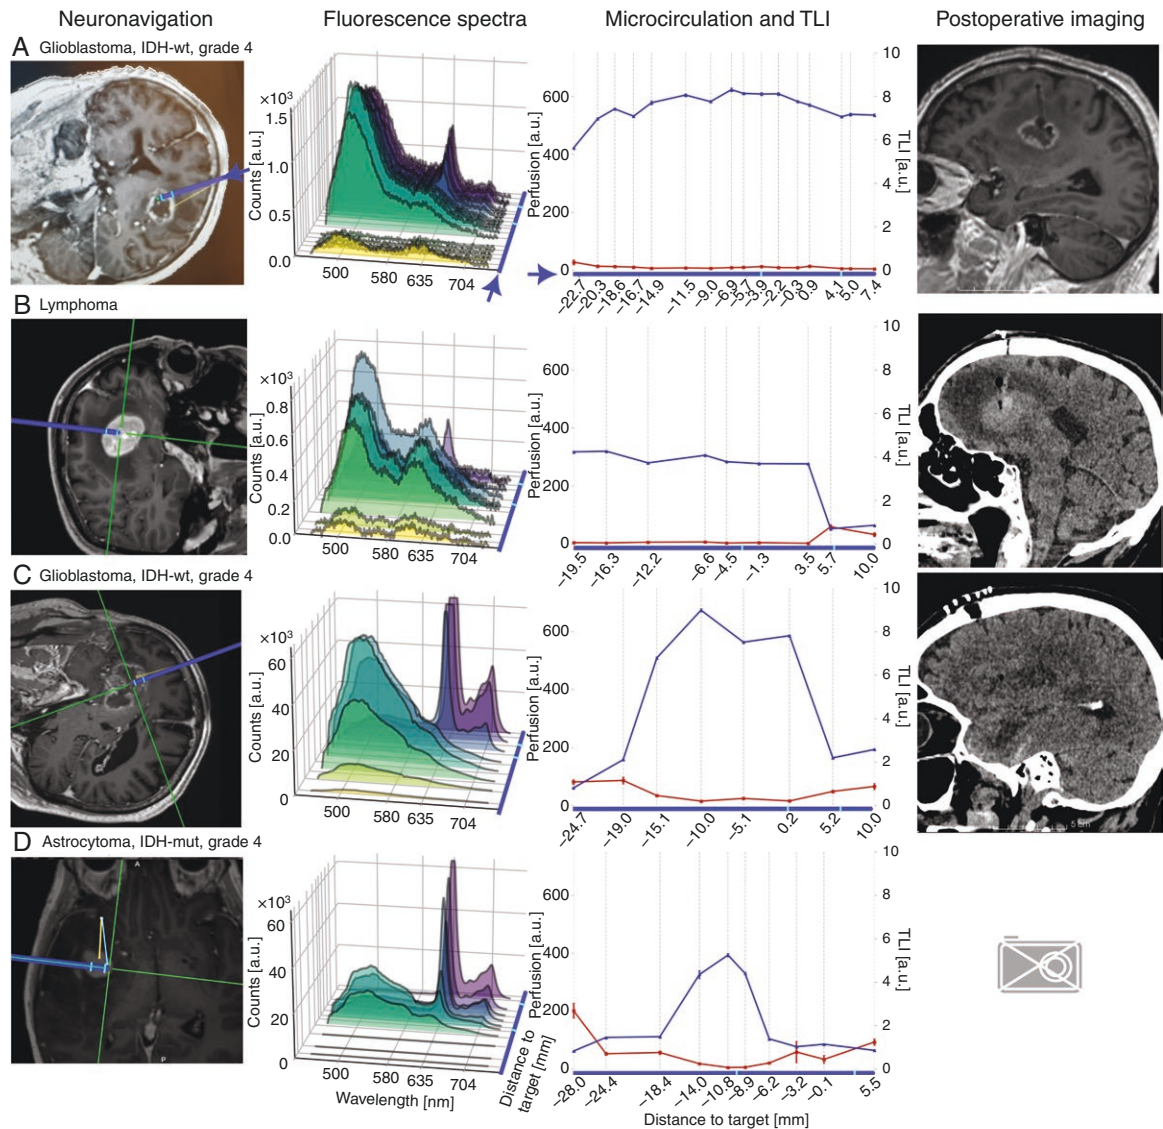 Neuronavigation
Fluorescence spectra
Microcirculation and TLI
Postoperative imaging
A Glioblastoma, IDH-wt, grade 4
×10³
1.5
1.0
0.5
0.0
Counts [a.u.]
500 580 635 704
Perfusion [a.u.]
600
400
200
0
10
8
6
4
2
0
TLI [a.u.]
−22.7 −20.3 −18.6 −16.7 −14.9 −11.5 −9.0 −6.9 −5.7 −3.9 −2.2 −0.3 0.9 4.1 5.0 7.4
B Lymphoma
×10³
0.8
0.6
0.4
0.2
0.0
Counts [a.u.]
500 580 635 704
Perfusion [a.u.]
600
400
200
0
10
8
6
4
2
0
TLI [a.u.]
−19.5 −16.3 −12.2 −6.6 −4.5 −1.3 3.5 5.7 10.0
C Glioblastoma, IDH-wt, grade 4
×10³
60
40
20
0
Counts [a.u.]
500 580 635 704
Perfusion [a.u.]
600
400
200
0
10
8
6
4
2
0
TLI [a.u.]
−24.7 −19.0 −15.1 −10.0 −5.1 0.2 5.2 10.0
5 cm
D Astrocytoma, IDH-mut, grade 4
A
P
×10³
60
40
20
0
Counts [a.u.]
500 580 635 704
Wavelength [nm]
Distance to
target [mm]
Perfusion [a.u.]
600
400
200
0
10
8
6
4
2
0
TLI [a.u.]
−28.0 −24.4 −18.4 −14.0 −10.8 −8.9 −6.2 −3.2 −0.1 5.5
Distance to target [mm]